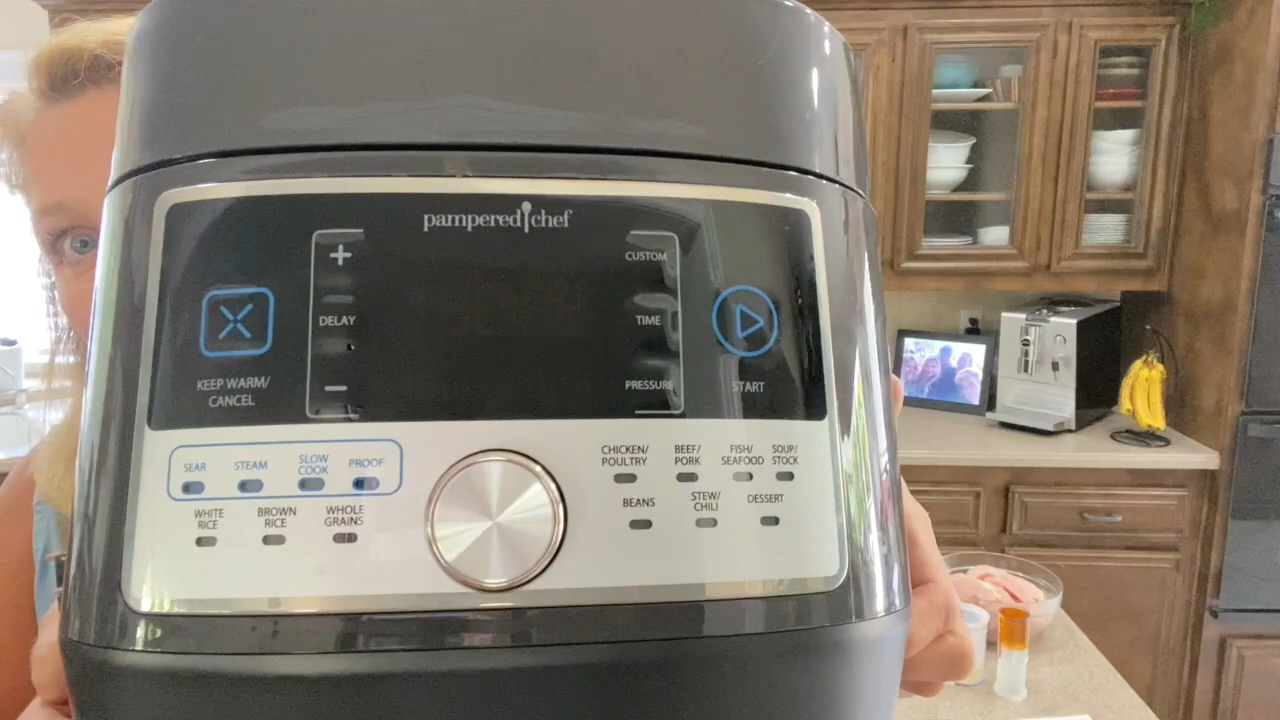 pampered chef
+
DELAY
−
CUSTOM
TIME
PRESSURE
KEEP WARM/
CANCEL
START
SEAR
STEAM
SLOW
COOK
PROOF
WHITE
RICE
BROWN
RICE
WHOLE
GRAINS
CHICKEN/
POULTRY
BEEF/
PORK
FISH/
SEAFOOD
SOUP/
STOCK
BEANS
STEW/
CHILI
DESSERT